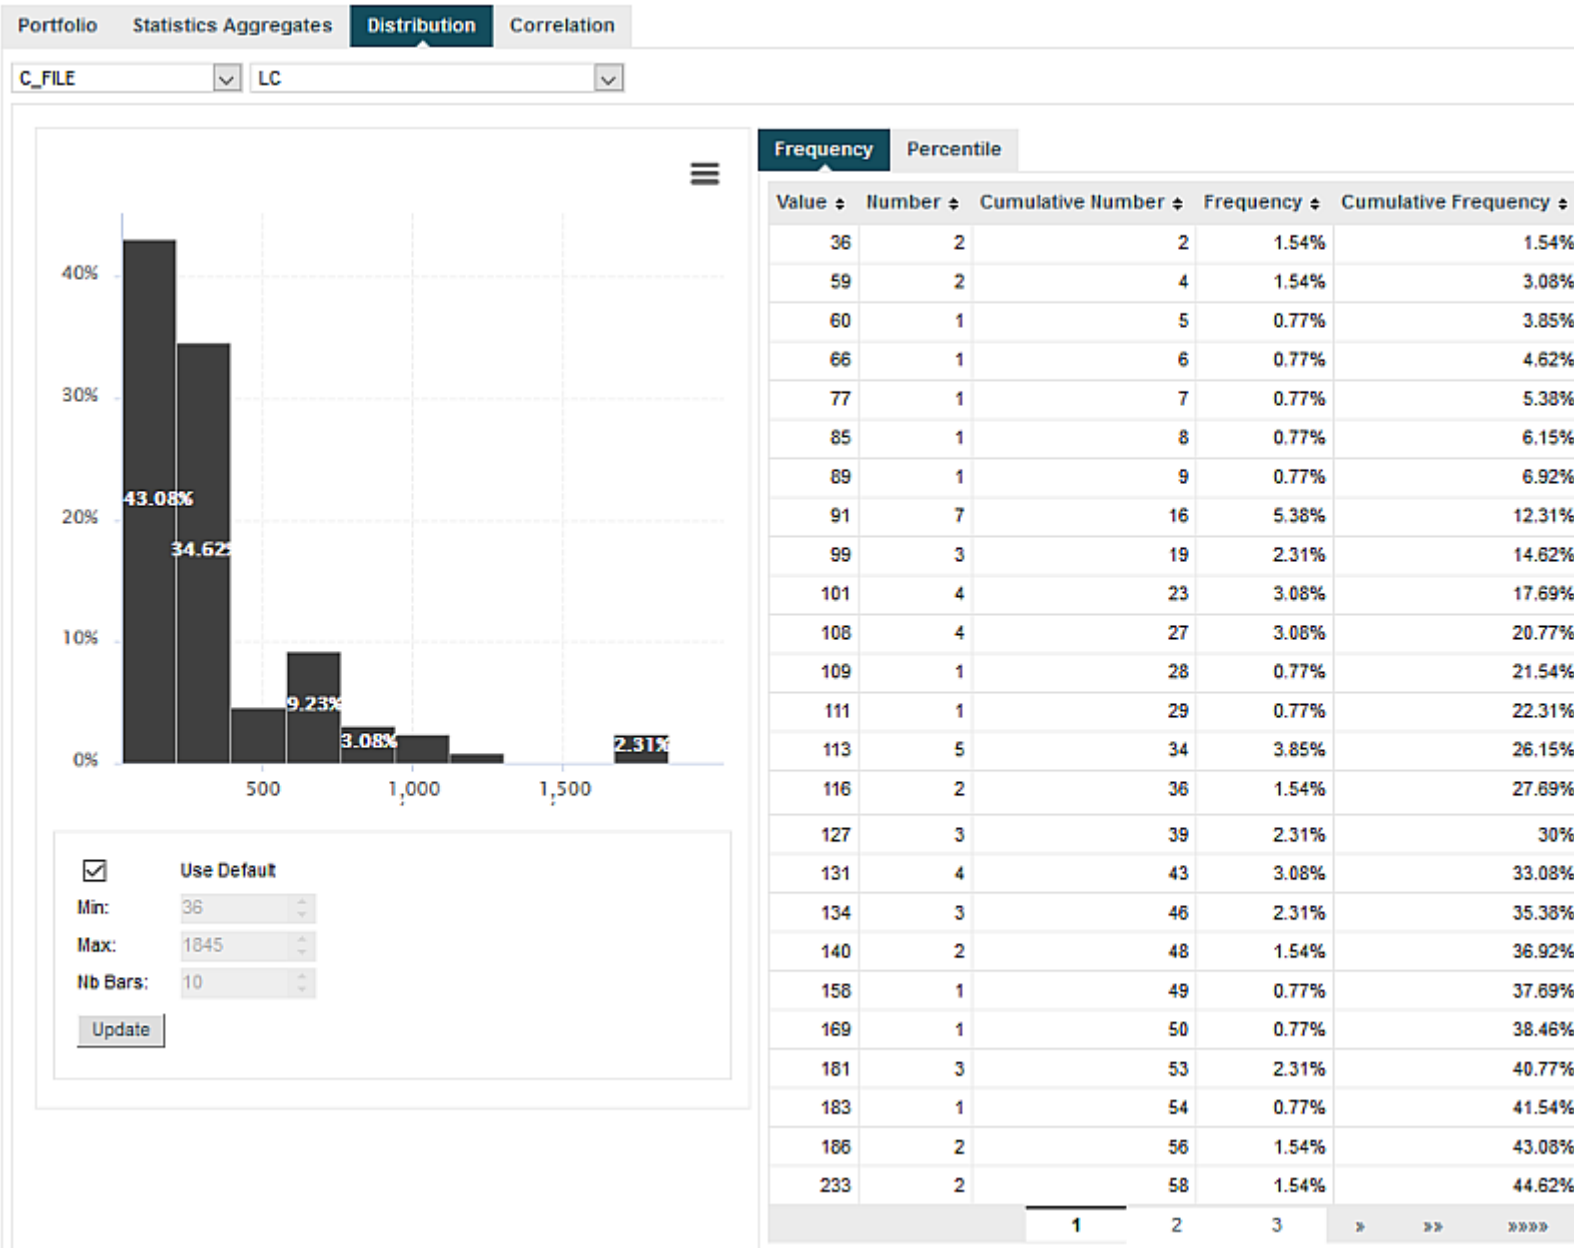 Portfolio Statistics Aggregates Distribution Correlation
C_FILE LC
Frequency Percentile
Value Number Cumulative Number Frequency Cumulative Frequency
36 2 2 1.54% 1.54%
59 2 4 1.54% 3.08%
60 1 5 0.77% 3.85%
66 1 6 0.77% 4.62%
77 1 7 0.77% 5.38%
85 1 8 0.77% 6.15%
89 1 9 0.77% 6.92%
91 7 16 5.38% 12.31%
99 3 19 2.31% 14.62%
101 4 23 3.08% 17.69%
108 4 27 3.08% 20.77%
109 1 28 0.77% 21.54%
111 1 29 0.77% 22.31%
113 5 34 3.85% 26.15%
116 2 36 1.54% 27.69%
127 3 39 2.31% 30%
131 4 43 3.08% 33.08%
134 3 46 2.31% 35.38%
140 2 48 1.54% 36.92%
158 1 49 0.77% 37.69%
169 1 50 0.77% 38.46%
181 3 53 2.31% 40.77%
183 1 54 0.77% 41.54%
186 2 56 1.54% 43.08%
233 2 58 1.54% 44.62%
1 2 3 » »» »»»»
40%
30%
20%
10%
0%
43.08%
34.62%
9.23%
3.08%
2.31%
500 1,000 1,500
Use Default
Min: 36
Max: 1845
Nb Bars: 10
Update